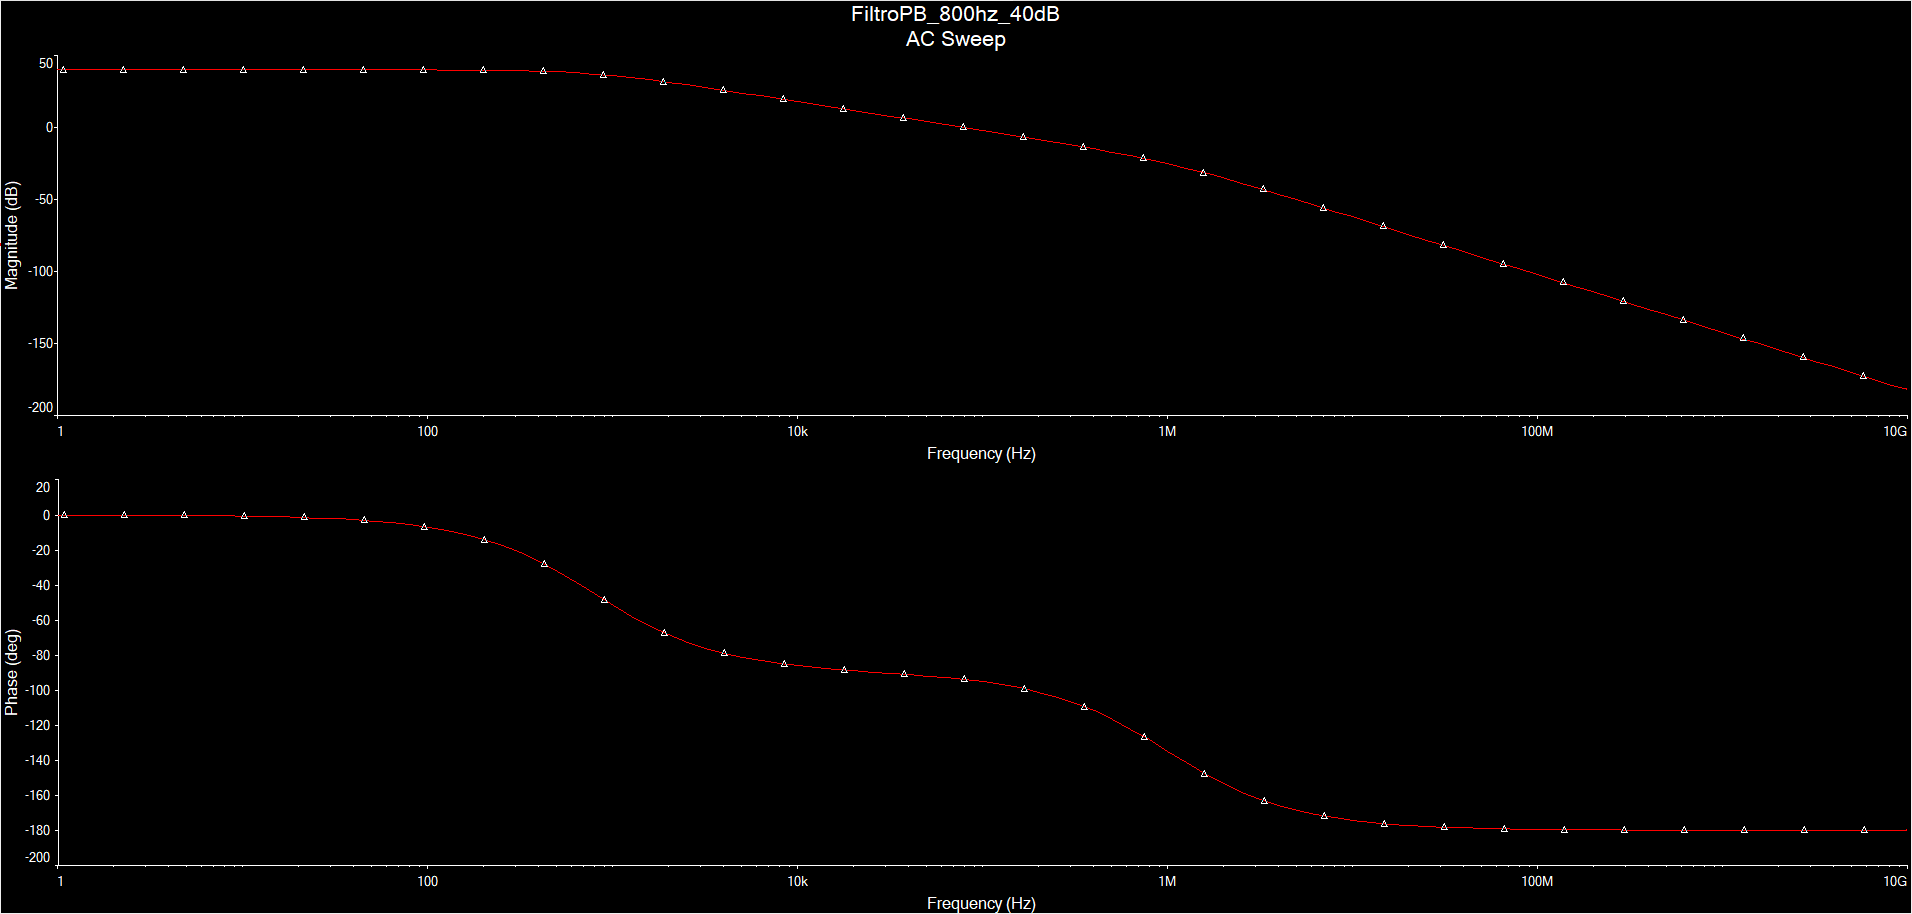 FiltroPB_800hz_40dB
AC Sweep
50
0
-50
-100
-150
-200
Magnitude (dB)
1 100 10k 1M 100M 10G
Frequency (Hz)
20
0
-20
-40
-60
-80
-100
-120
-140
-160
-180
-200
Phase (deg)
1 100 10k 1M 100M 10G
Frequency (Hz)